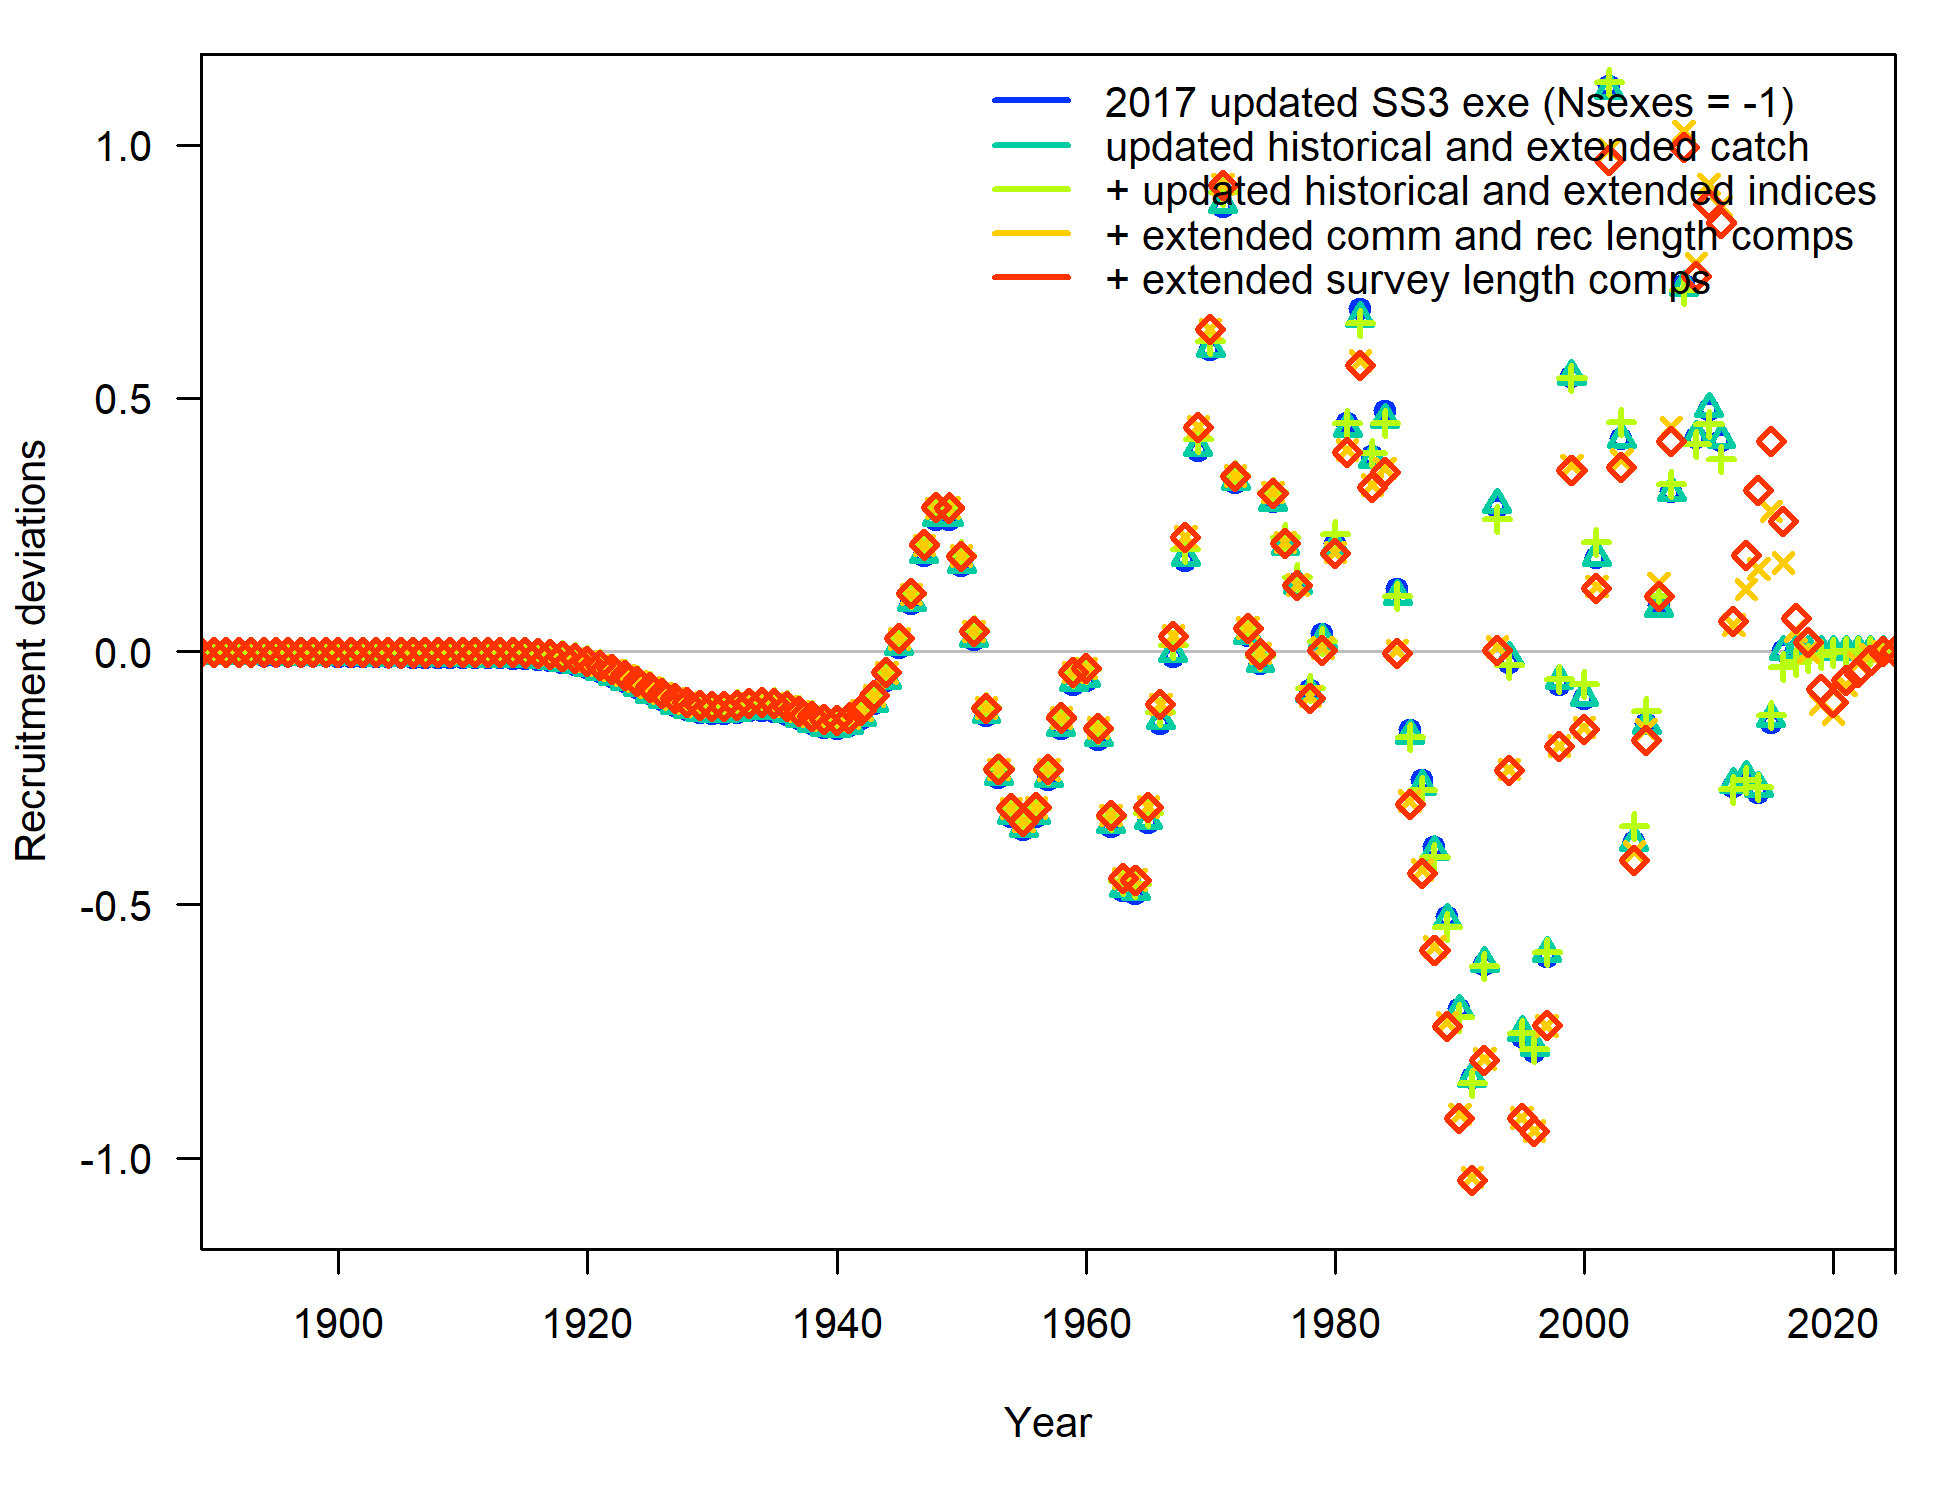 2017 updated SS3 exe (Nsexes = -1)
updated historical and extended catch
+ updated historical and extended indices
+ extended comm and rec length comps
+ extended survey length comps
1.0
0.5
0.0
-0.5
-1.0
Recruitment deviations
1900 1920 1940 1960 1980 2000 2020
Year